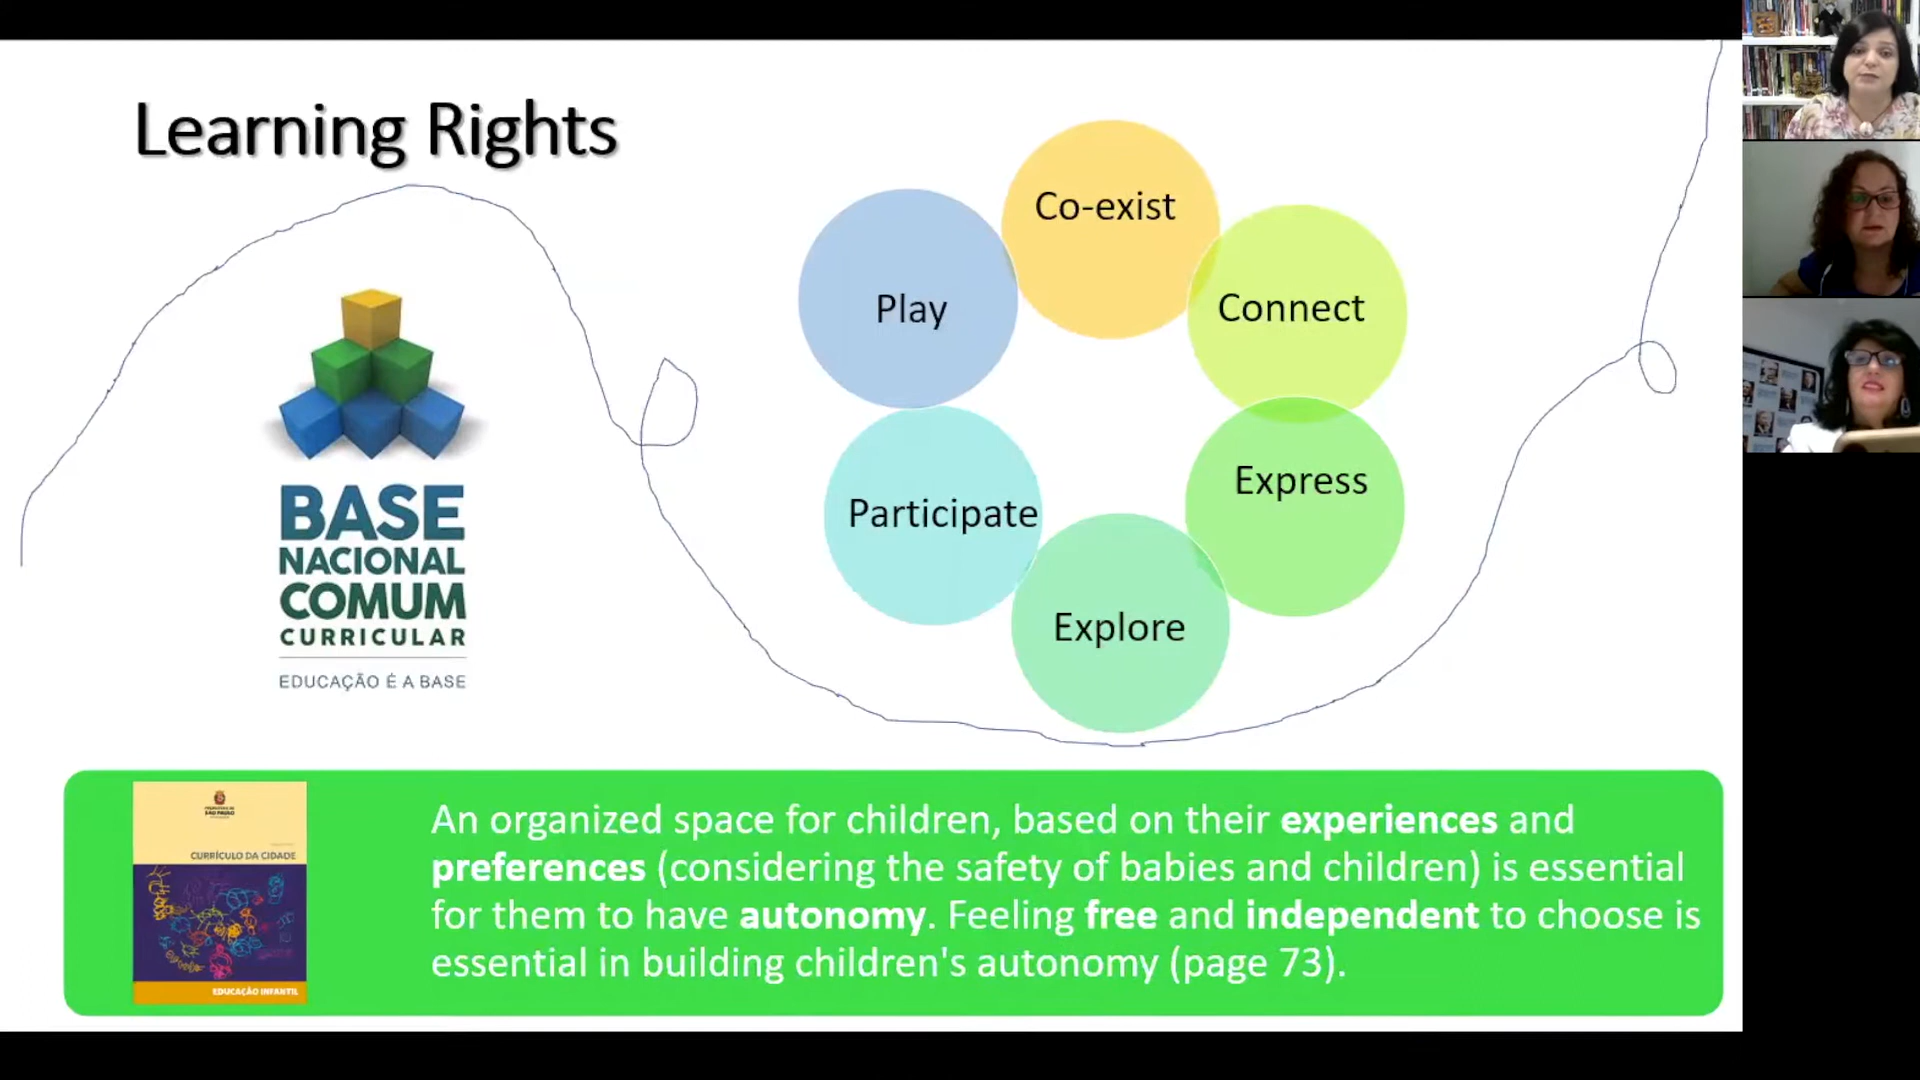 Learning Rights
Co-exist
Play
Connect
Express
Participate
Explore
BASE
NACIONAL
COMUM
CURRICULAR
EDUCAÇÃO É A BASE
SÃO PAULO
CURRÍCULO DA CIDADE
EDUCAÇÃO INFANTIL
An organized space for children, based on their experiences and
preferences (considering the safety of babies and children) is essential
for them to have autonomy. Feeling free and independent to choose is
essential in building children's autonomy (page 73).